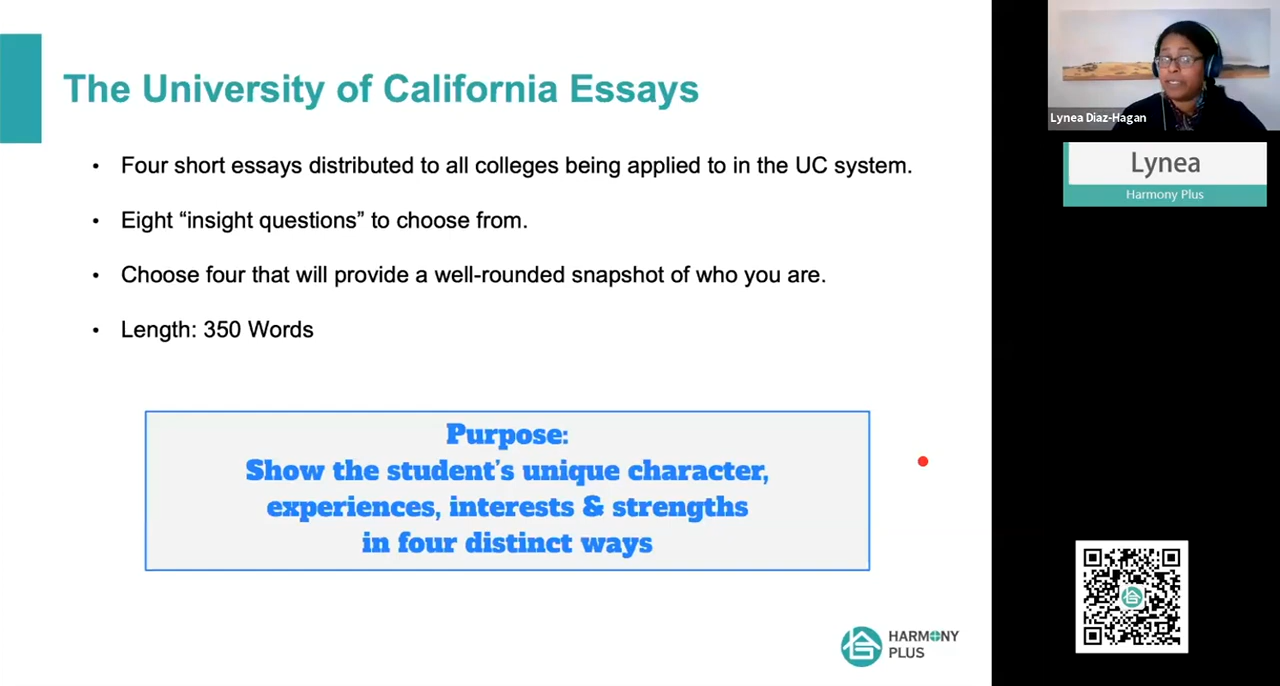 The University of California Essays
• Four short essays distributed to all colleges being applied to in the UC system.
• Eight “insight questions” to choose from.
• Choose four that will provide a well-rounded snapshot of who you are.
• Length: 350 Words
Purpose:
Show the student’s unique character,
experiences, interests & strengths
in four distinct ways
HARMONY
PLUS
Lynea Diaz-Hagan
Lynea
Harmony Plus